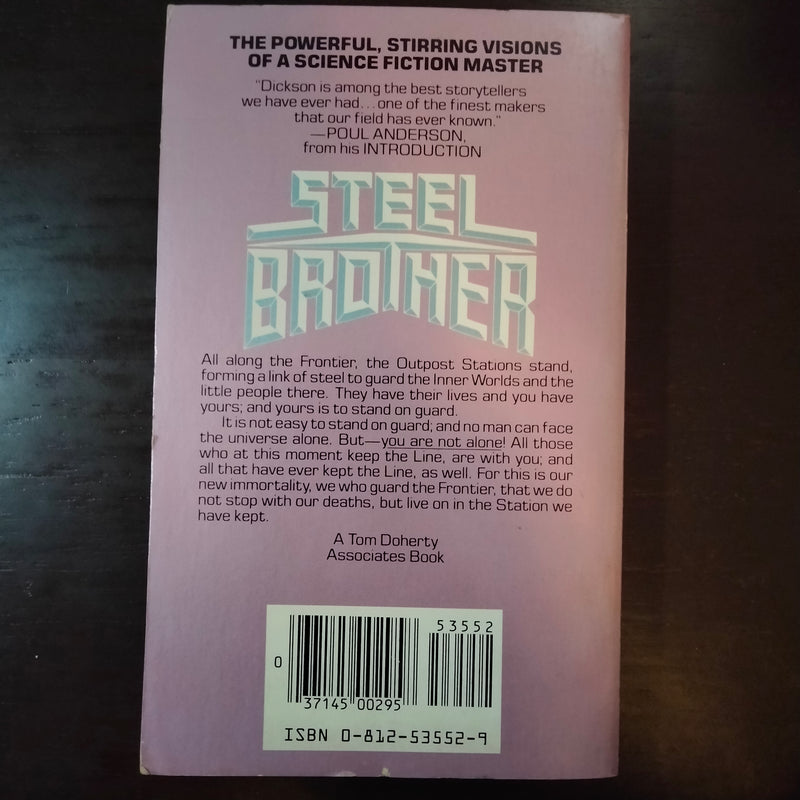 THE POWERFUL, STIRRING VISIONS
OF A SCIENCE FICTION MASTER
"Dickson is among the best storytellers
we have ever had...one of the finest makers
that our field has ever known."
—POUL ANDERSON,
from his INTRODUCTION
STEEL
BROTHER
All along the Frontier, the Outpost Stations stand,
forming a link of steel to guard the Inner Worlds and the
little people there. They have their lives and you have
yours; and yours is to stand on guard.
It is not easy to stand on guard; and no man can face
the universe alone. But—you are not alone! All those
who at this moment keep the Line, are with you; and
all that have ever kept the Line, as well. For this is our
new immortality, we who guard the Frontier, that we do
not stop with our deaths, but live on in the Station we
have kept.
A Tom Doherty
Associates Book
53552
0
37145 00295
ISBN 0-812-53552-9